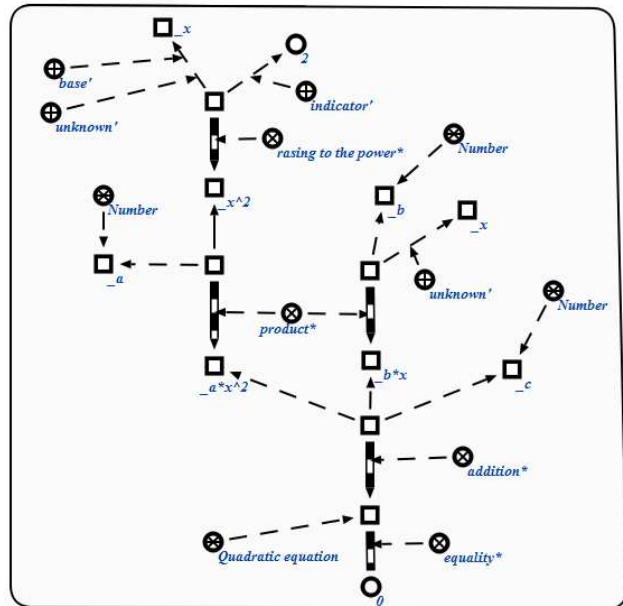 _x
2
base'
indicator'
unknown'
rasing to the power*
Number
Number
_x^2
_b
_x
_a
unknown'
Number
product*
_a*x^2
_b*x
_c
addition*
Quadratic equation
equality*
0